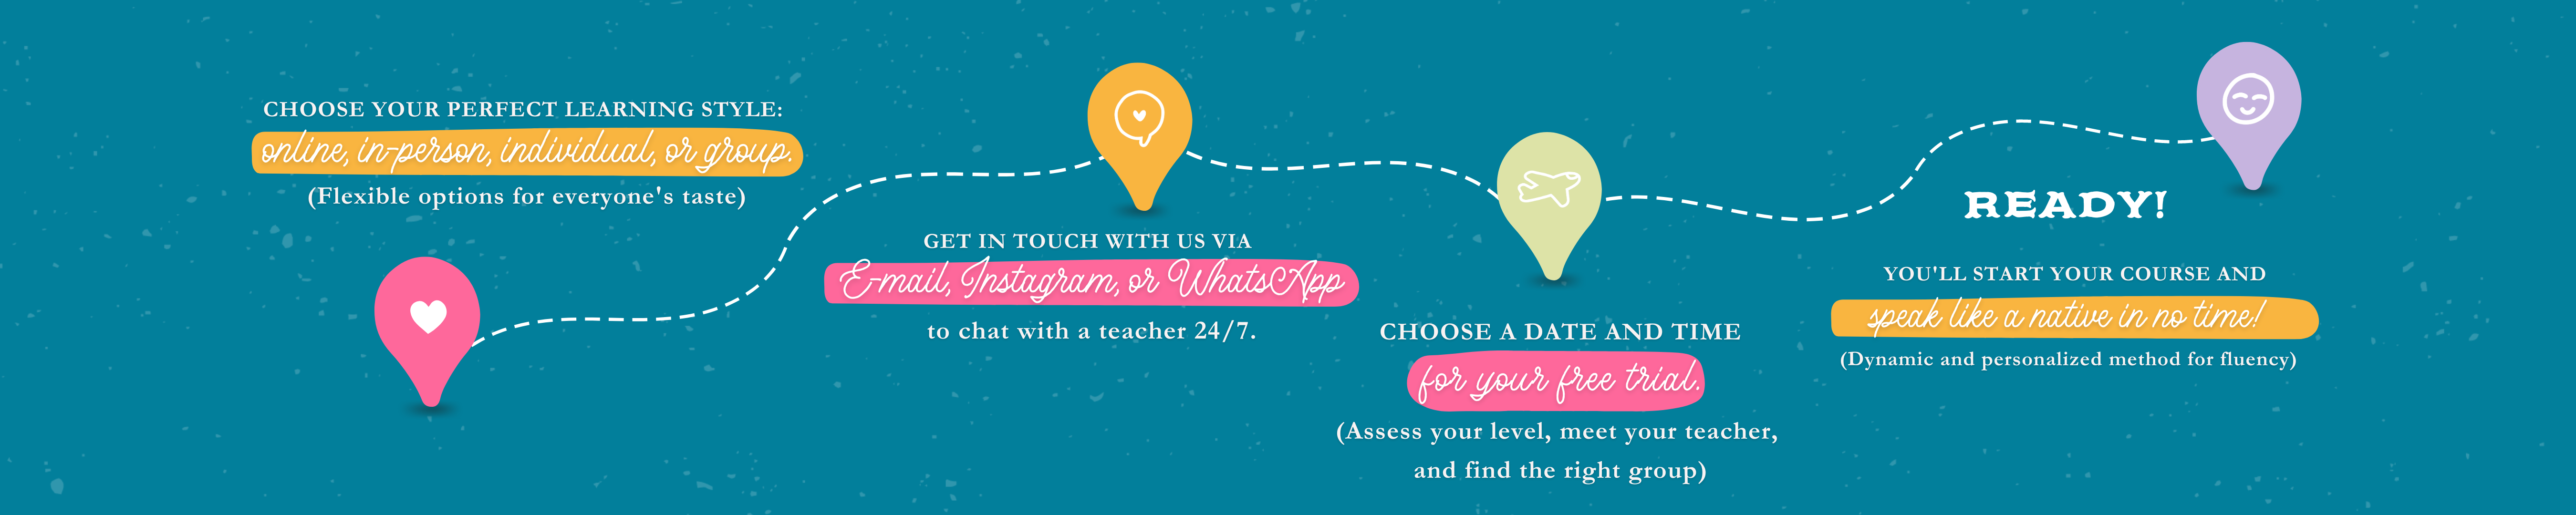 CHOOSE YOUR PERFECT LEARNING STYLE:
online, in-person, individual, or group.
(Flexible options for everyone's taste)
GET IN TOUCH WITH US VIA
E-mail, Instagram, or WhatsApp
to chat with a teacher 24/7.
CHOOSE A DATE AND TIME
for your free trial.
(Assess your level, meet your teacher,
and find the right group)
READY!
YOU'LL START YOUR COURSE AND
speak like a native in no time!
(Dynamic and personalized method for fluency)